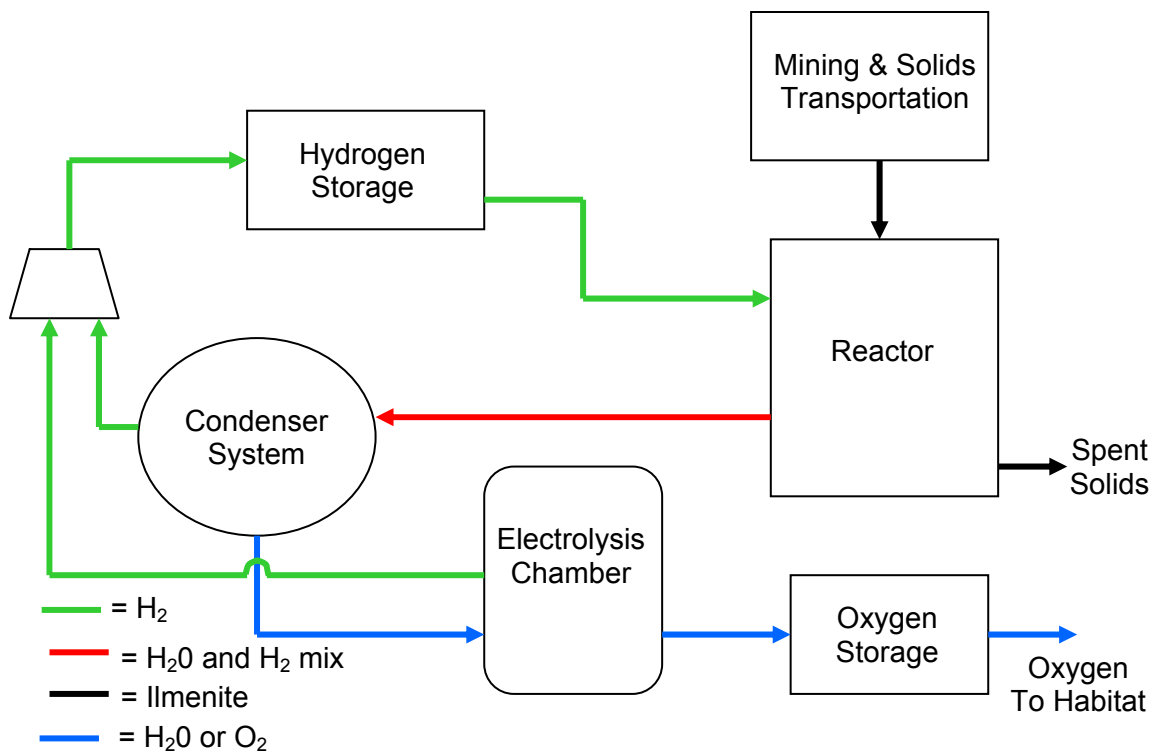 Mining & Solids
Transportation
Hydrogen
Storage
Reactor
Condenser
System
Spent
Solids
Electrolysis
Chamber
Oxygen
Storage
Oxygen
To Habitat
= H₂
= H₂0 and H₂ mix
= Ilmenite
= H₂0 or O₂